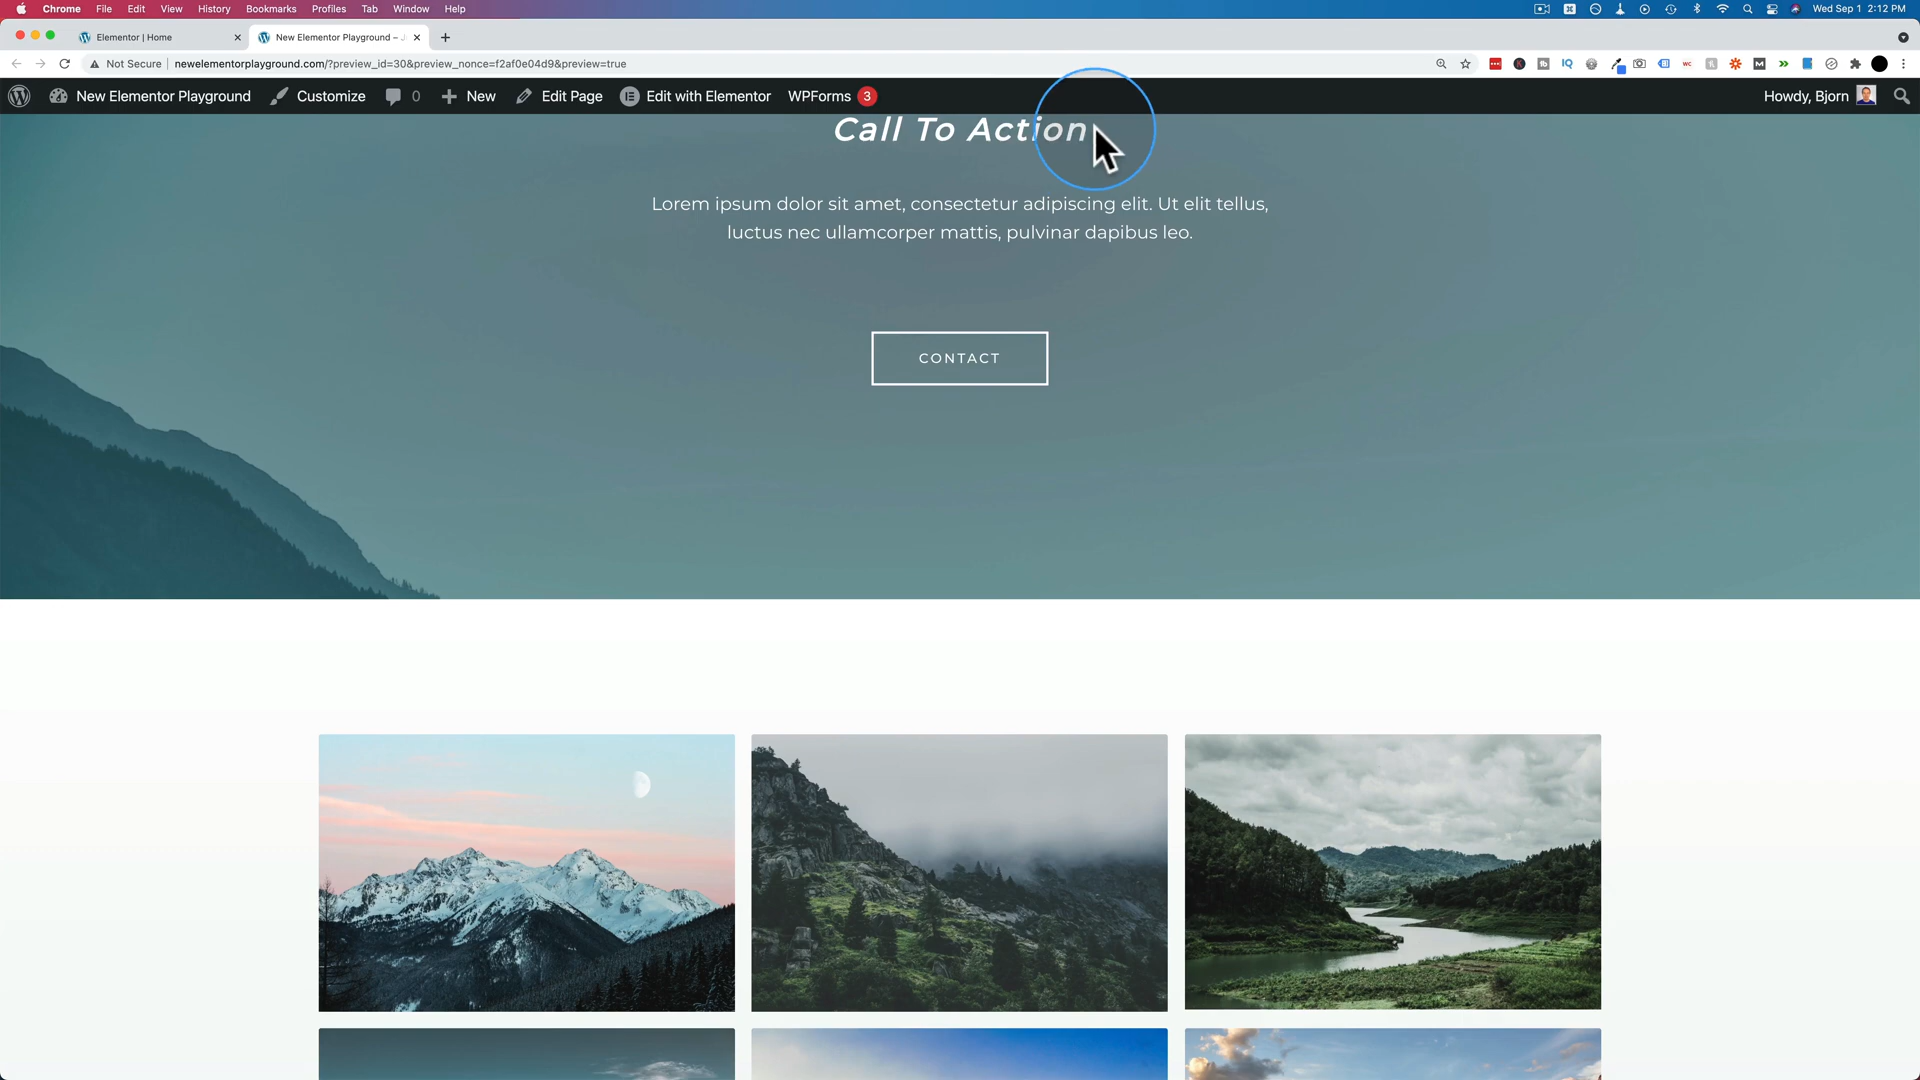 Chrome File Edit View History Bookmarks Profiles Tab Window Help Wed Sep 1 2:12 PM
Elementor | Home New Elementor Playground –
Not Secure newelementorplayground.com/?preview_id=30&preview_nonce=f2af0e04d9&preview=true
New Elementor Playground Customize 0 New Edit Page Edit with Elementor WPForms 3 Howdy, Bjorn
Call To Action
Lorem ipsum dolor sit amet, consectetur adipiscing elit. Ut elit tellus,
luctus nec ullamcorper mattis, pulvinar dapibus leo.
CONTACT